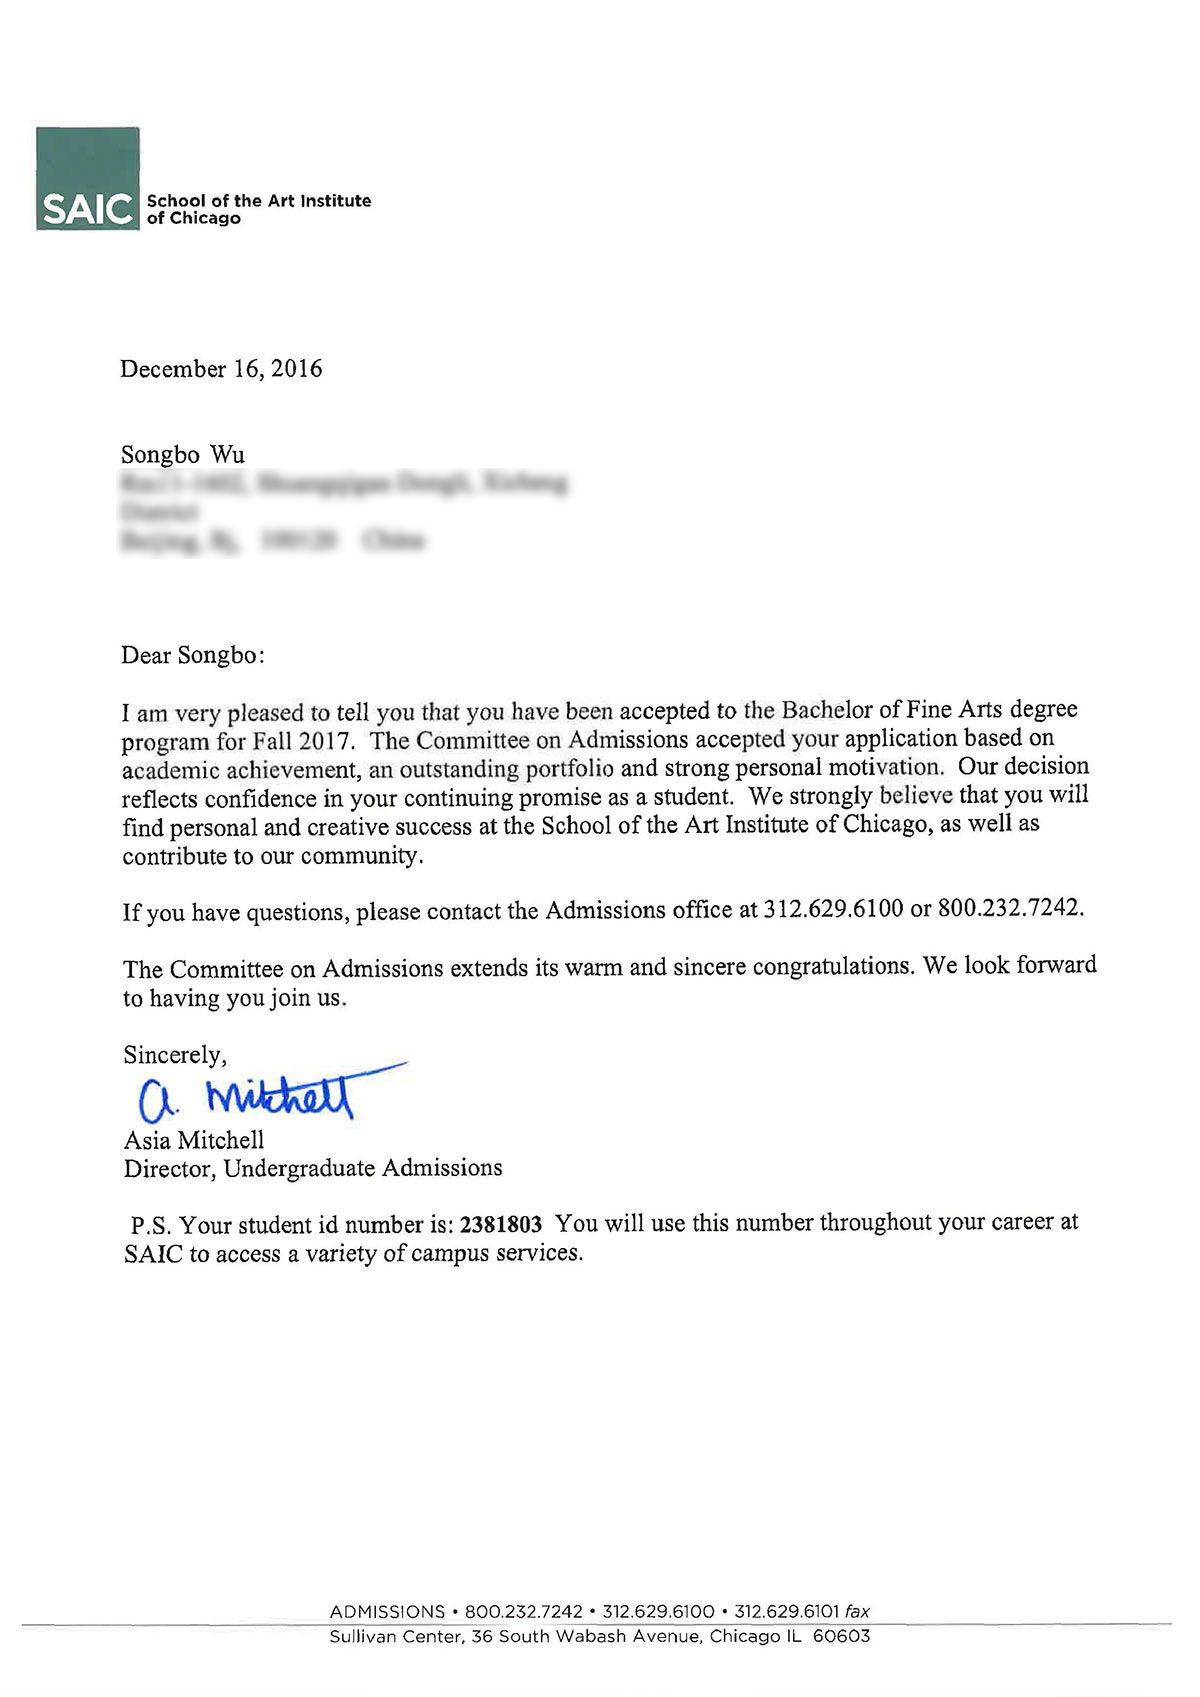 SAIC
School of the Art Institute
of Chicago
December 16, 2016
Songbo Wu
Dear Songbo:
I am very pleased to tell you that you have been accepted to the Bachelor of Fine Arts degree
program for Fall 2017. The Committee on Admissions accepted your application based on
academic achievement, an outstanding portfolio and strong personal motivation. Our decision
reflects confidence in your continuing promise as a student. We strongly believe that you will
find personal and creative success at the School of the Art Institute of Chicago, as well as
contribute to our community.
If you have questions, please contact the Admissions office at 312.629.6100 or 800.232.7242.
The Committee on Admissions extends its warm and sincere congratulations. We look forward
to having you join us.
Sincerely,
A. Mitchell
Asia Mitchell
Director, Undergraduate Admissions
P.S. Your student id number is: 2381803 You will use this number throughout your career at
SAIC to access a variety of campus services.
ADMISSIONS • 800.232.7242 • 312.629.6100 • 312.629.6101 fax
Sullivan Center, 36 South Wabash Avenue, Chicago IL 60603